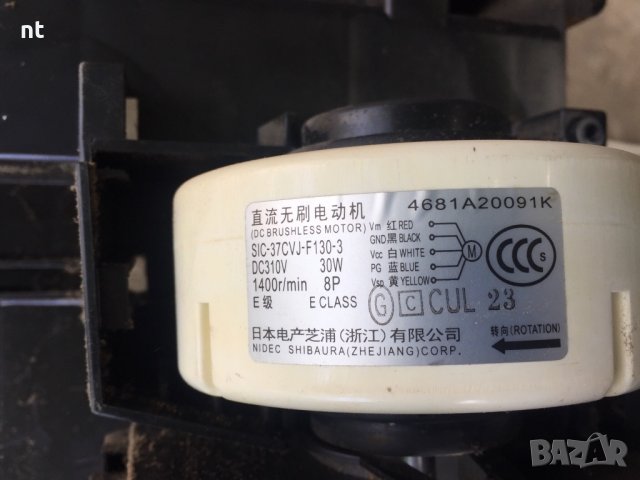 nt
直流无刷电动机
(DC BRUSHLESS MOTOR)
4681A20091K
SIC-37CVJ-F130-3
DC310V 30W
1400r/min 8P
E 级 E CLASS
Vm 红 RED
GND 黑 BLACK
Vcc 白 WHITE
PG 蓝 BLUE
Vsp 黄 YELLOW
M
CCC S
G C CUL 23
日本电产芝浦(浙江)有限公司
NIDEC SHIBAURA(ZHEJIANG)CORP.
转向(ROTATION)
BAZAR